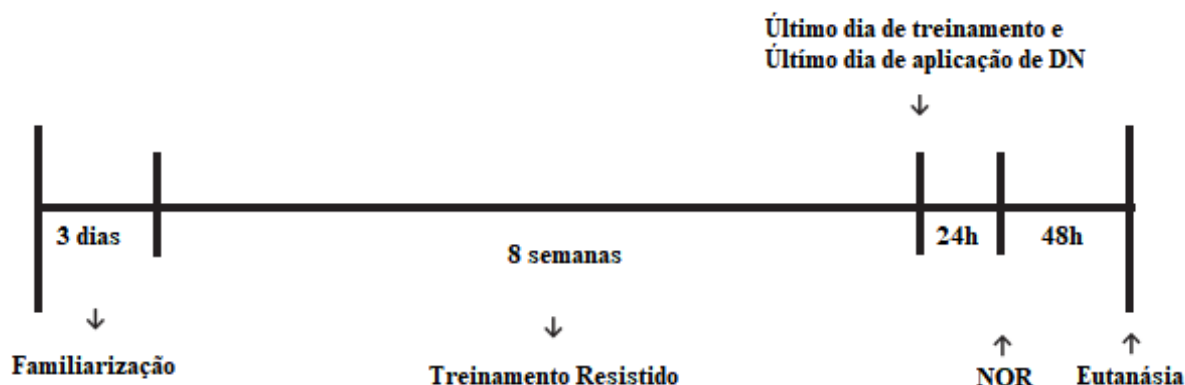 Último dia de treinamento e
Último dia de aplicação de DN
3 dias
8 semanas
24h
48h
Familiarização
Treinamento Resistido
NOR
Eutanásia